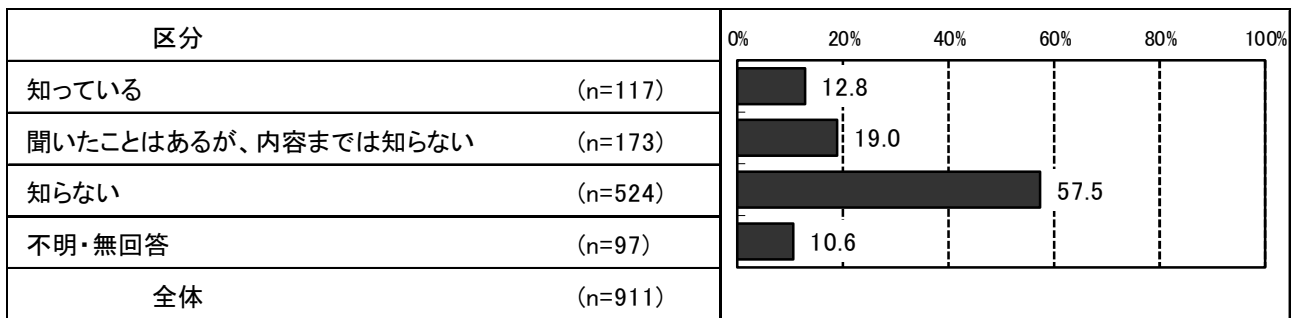 区分 0% 20% 40% 60% 80% 100%
知っている (n=117) 12.8
聞いたことはあるが、内容までは知らない (n=173) 19.0
知らない (n=524) 57.5
不明・無回答 (n=97) 10.6
全体 (n=911)